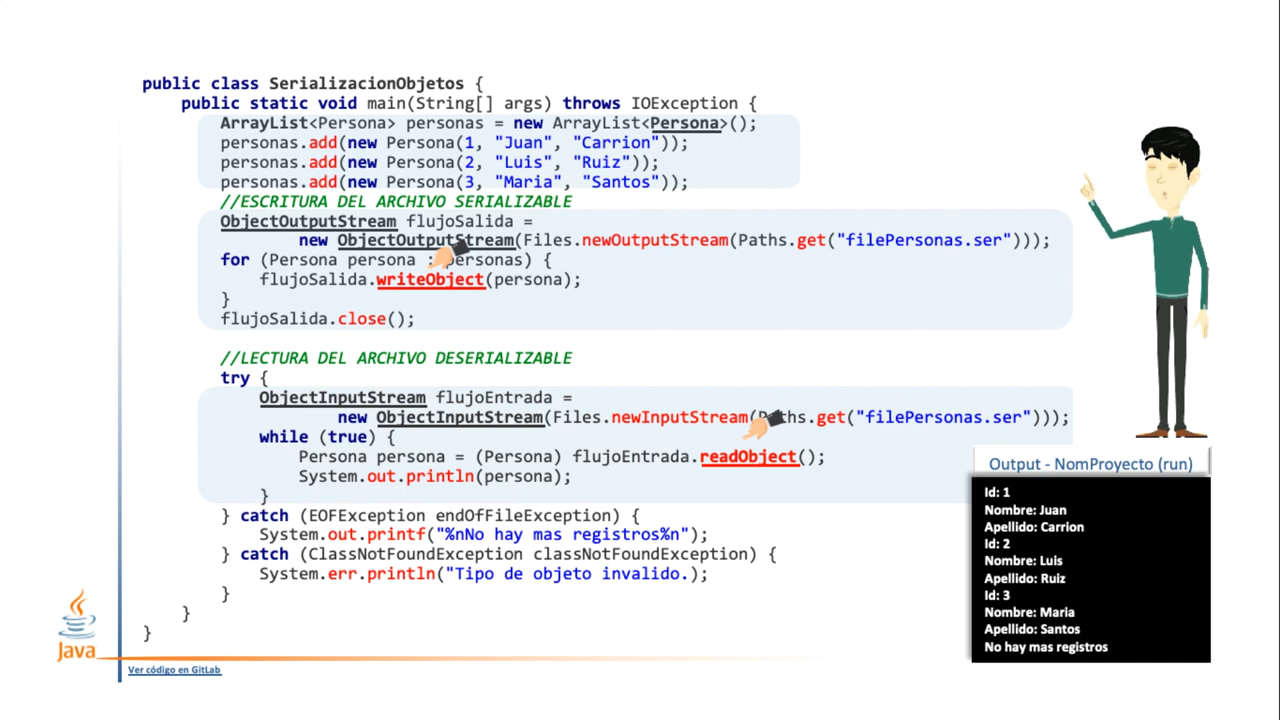 public class SerializacionObjetos {
public static void main(String[] args) throws IOException {
ArrayList<Persona> personas = new ArrayList<Persona>();
personas.add(new Persona(1, "Juan", "Carrion"));
personas.add(new Persona(2, "Luis", "Ruiz"));
personas.add(new Persona(3, "Maria", "Santos"));
//ESCRITURA DEL ARCHIVO SERIALIZABLE
ObjectOutputStream flujoSalida =
new ObjectOutputStream(Files.newOutputStream(Paths.get("filePersonas.ser")));
for (Persona persona : personas) {
flujoSalida.writeObject(persona);
}
flujoSalida.close();
//LECTURA DEL ARCHIVO DESERIALIZABLE
try {
ObjectInputStream flujoEntrada =
new ObjectInputStream(Files.newInputStream(Paths.get("filePersonas.ser")));
while (true) {
Persona persona = (Persona) flujoEntrada.readObject();
System.out.println(persona);
}
} catch (EOFException endOfFileException) {
System.out.printf("%nNo hay mas registros%n");
} catch (ClassNotFoundException classNotFoundException) {
System.err.println("Tipo de objeto invalido.);
}
}
}
Output - NomProyecto (run)
Id: 1
Nombre: Juan
Apellido: Carrion
Id: 2
Nombre: Luis
Apellido: Ruiz
Id: 3
Nombre: Maria
Apellido: Santos
No hay mas registros
Java
Ver código en GitLab